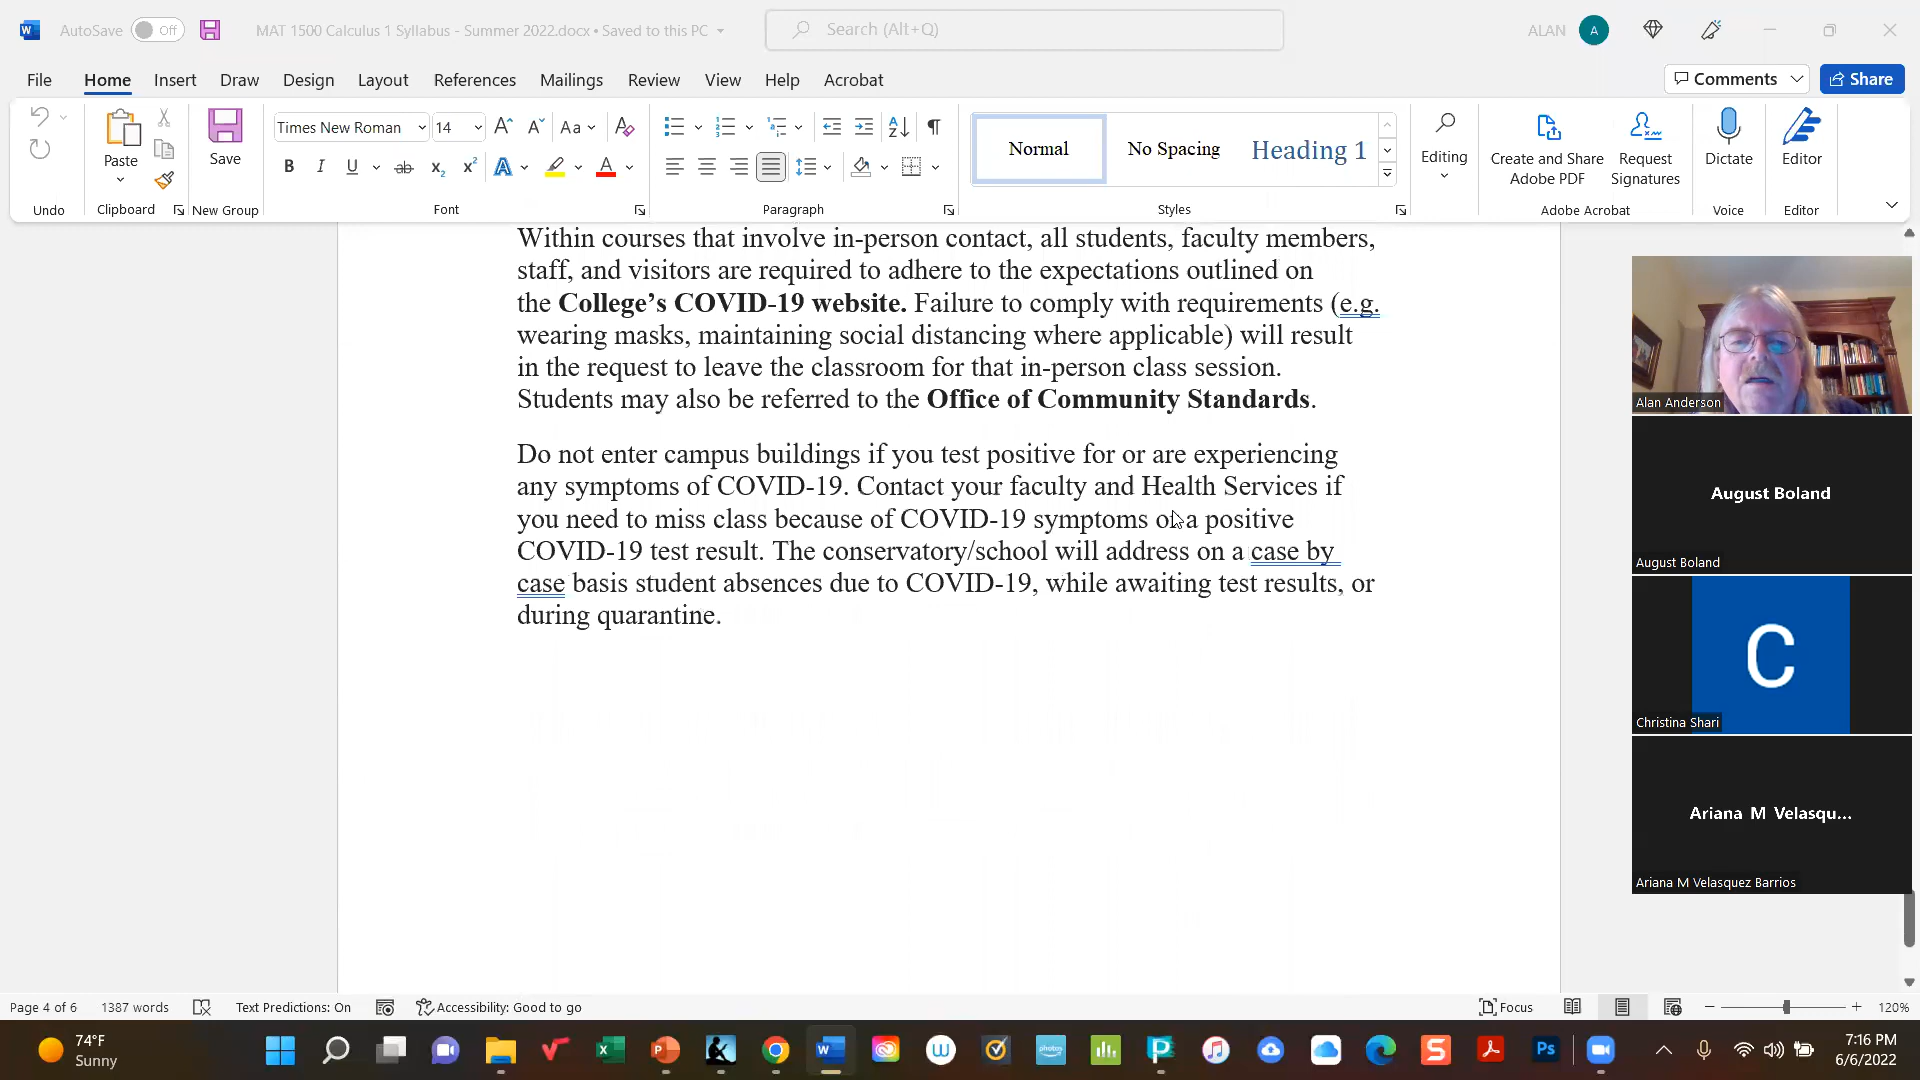 AutoSave
Off
MAT 1500 Calculus 1 Syllabus - Summer 2022.docx • Saved to this PC
Search (Alt+Q)
ALAN
A
File
Home
Insert
Draw
Design
Layout
References
Mailings
Review
View
Help
Acrobat
Comments
Share
Paste
Save
Times New Roman
14
Aa
Normal
No Spacing
Heading 1
Editing
Create and Share
Adobe PDF
Request
Signatures
Dictate
Editor
Undo
Clipboard
New Group
Font
Paragraph
Styles
Adobe Acrobat
Voice
Editor
Within courses that involve in-person contact, all students, faculty members,
staff, and visitors are required to adhere to the expectations outlined on
the College’s COVID-19 website. Failure to comply with requirements (e.g.
wearing masks, maintaining social distancing where applicable) will result
in the request to leave the classroom for that in-person class session.
Students may also be referred to the Office of Community Standards.
Do not enter campus buildings if you test positive for or are experiencing
any symptoms of COVID-19. Contact your faculty and Health Services if
you need to miss class because of COVID-19 symptoms or a positive
COVID-19 test result. The conservatory/school will address on a case by
case basis student absences due to COVID-19, while awaiting test results, or
during quarantine.
Alan Anderson
August Boland
August Boland
C
Christina Shari
Ariana M Velasqu...
Ariana M Velasquez Barrios
Page 4 of 6
1387 words
Text Predictions: On
Accessibility: Good to go
Focus
120%
74°F
Sunny
7:16 PM
6/6/2022